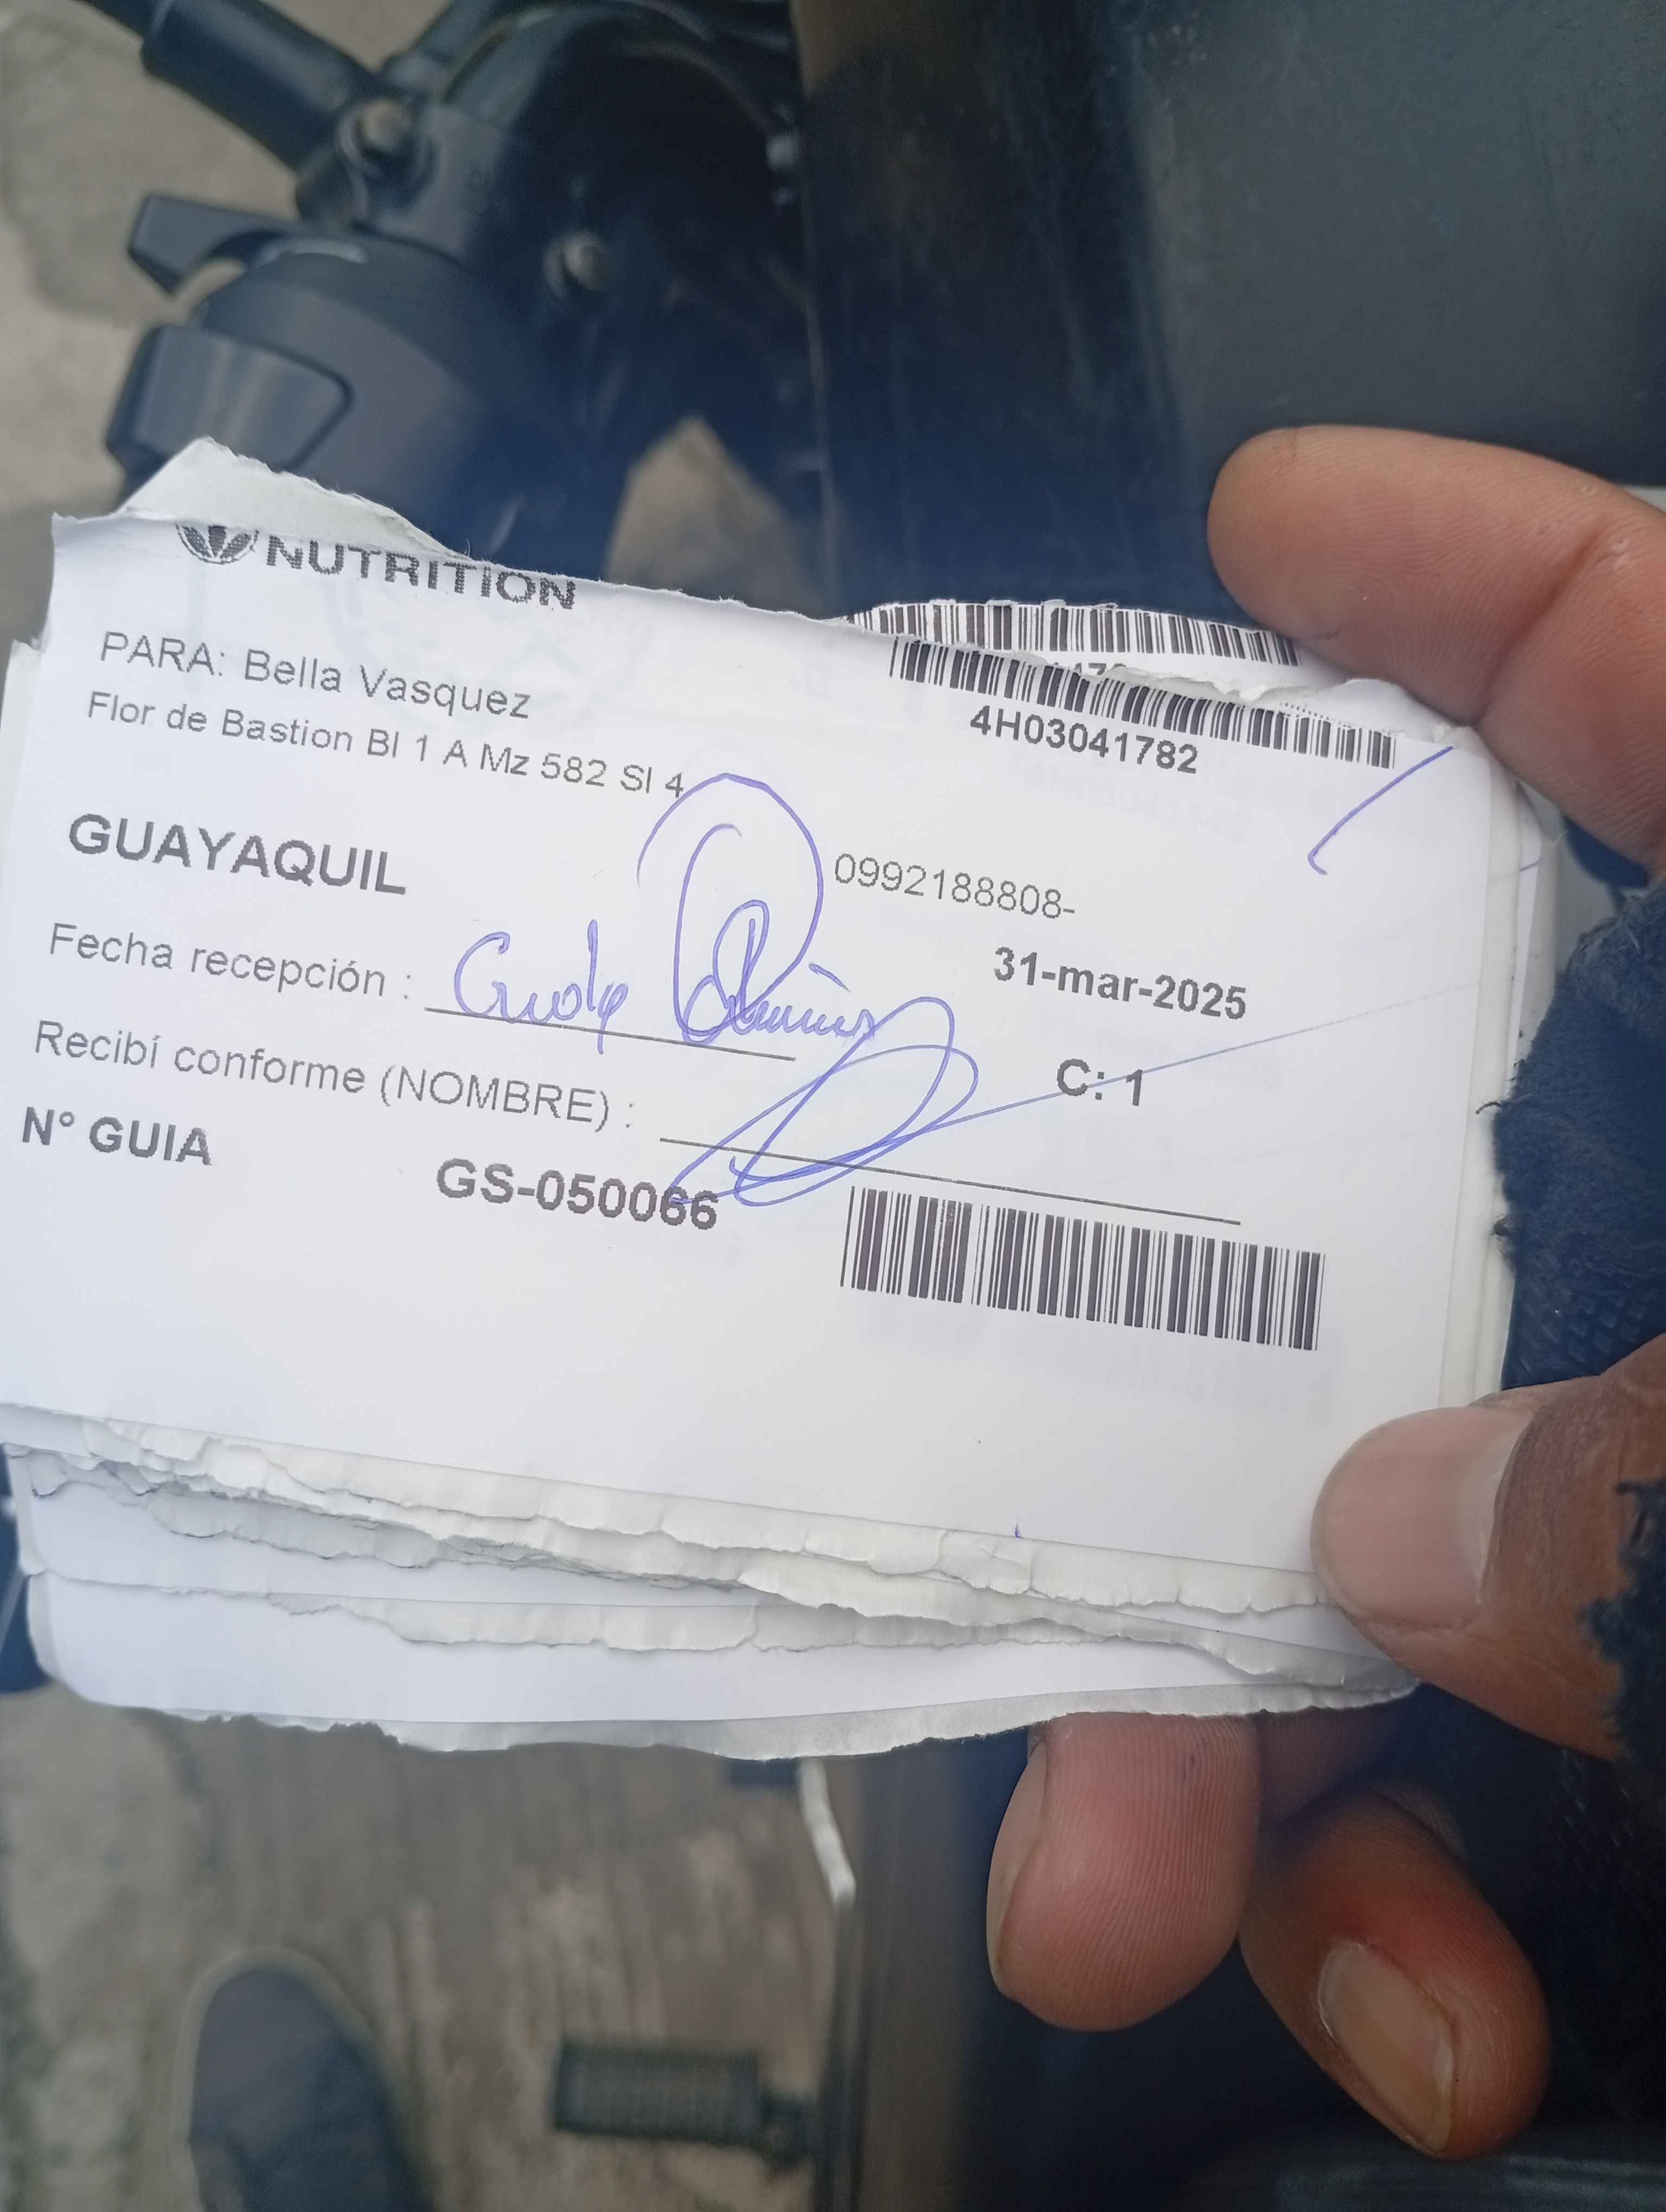 NUTRITION
PARA: Bella Vasquez
Flor de Bastion Bl 1 A Mz 582 Sl 4
4H03041782
GUAYAQUIL
0992188808-
Fecha recepción :
31-mar-2025
Recibí conforme (NOMBRE) :
C: 1
N° GUIA
GS-050066